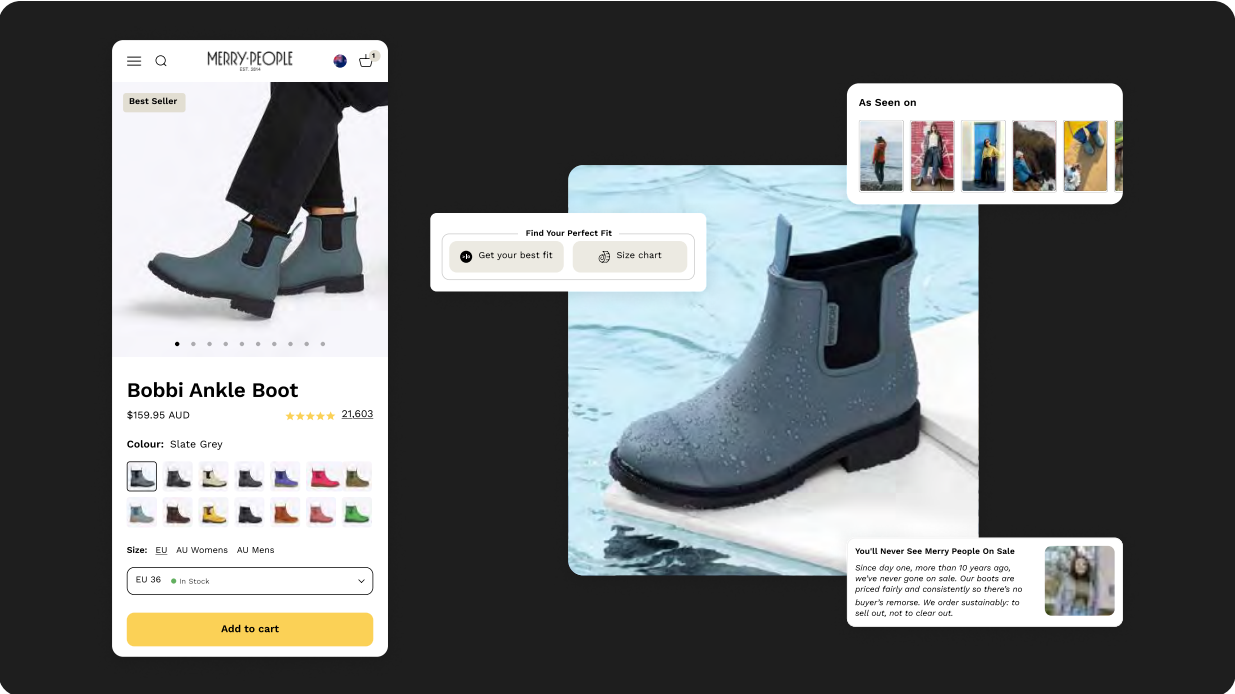 MERRY·PEOPLE
EST. 2014
1
Best Seller
Bobbi Ankle Boot
$159.95 AUD
21,603
Colour: Slate Grey
Size: EU AU Womens AU Mens
EU 36 In Stock
Add to cart
Find Your Perfect Fit
Get your best fit
Size chart
As Seen on
You'll Never See Merry People On Sale
Since day one, more than 10 years ago,
we've never gone on sale. Our boots are
priced fairly and consistently so there's no
buyer's remorse. We order sustainably: to
sell out, not to clear out.